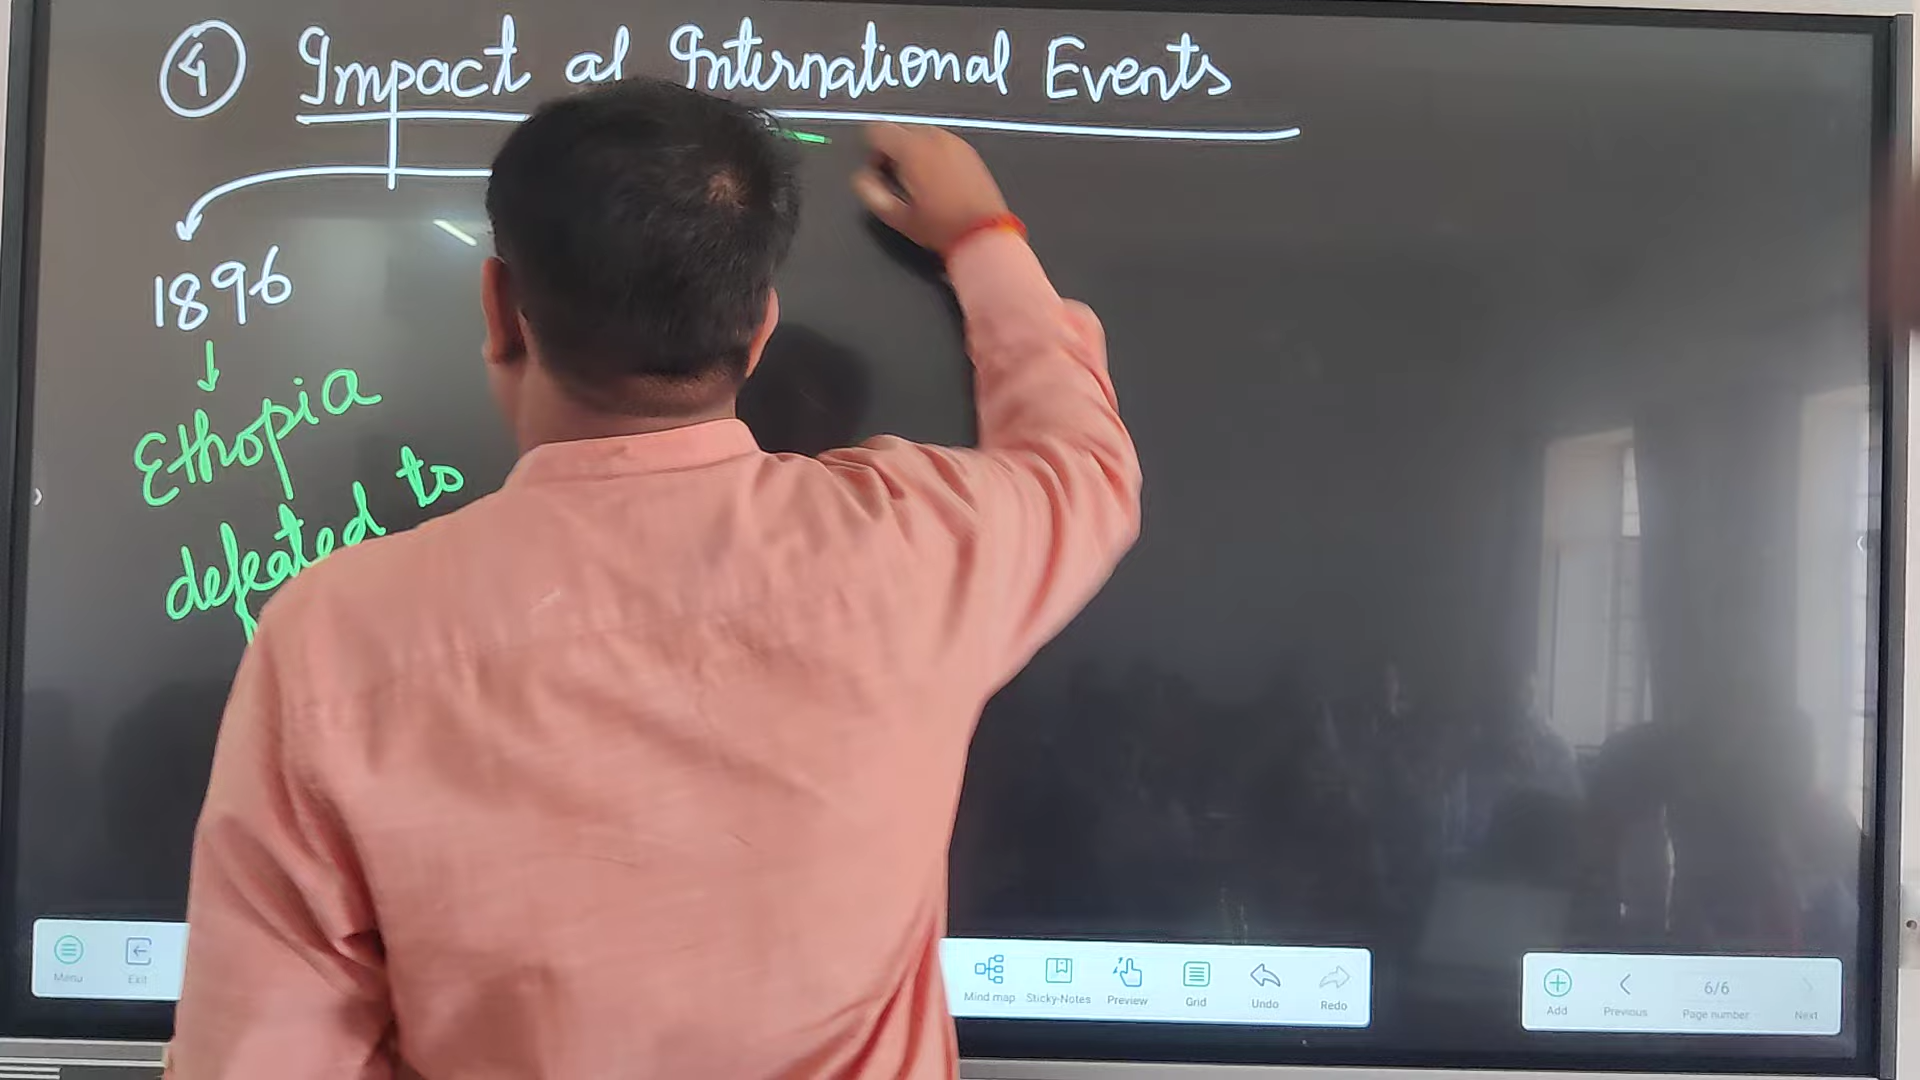 4 Impact of International Events
1896
Ethopia
defeated to
Menu
Exit
Mind map
Sticky-Notes
Preview
Grid
Undo
Redo
Add
Previous
6/6
Page number
Next